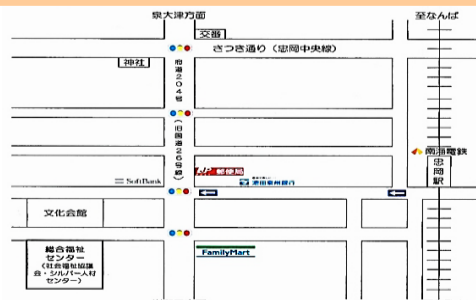 泉大津方面
至なんば
交番
さつき通り（忠岡中央線）
神社
府道204号
（旧国道26号線）
南海電鉄
忠岡駅
SoftBank
郵便局
池田泉州銀行
文化会館
総合福祉
センター
（社会福祉協議
会・シルバー人材
センター）
FamilyMart